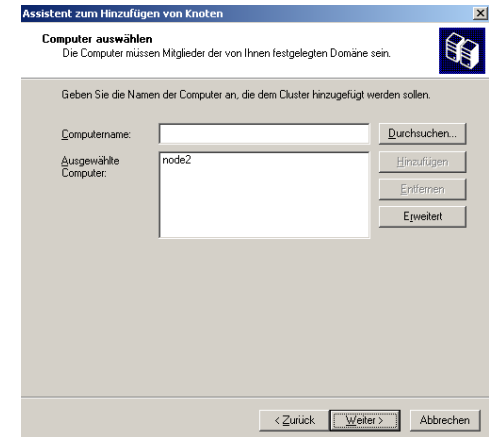 Assistent zum Hinzufügen von Knoten
Computer auswählen
Die Computer müssen Mitglieder der von Ihnen festgelegten Domäne sein.
Geben Sie die Namen der Computer an, die dem Cluster hinzugefügt werden sollen.
Computername:
Durchsuchen...
Ausgewählte
Computer:
node2
Hinzufügen
Entfernen
Erweitert
< Zurück
Weiter >
Abbrechen